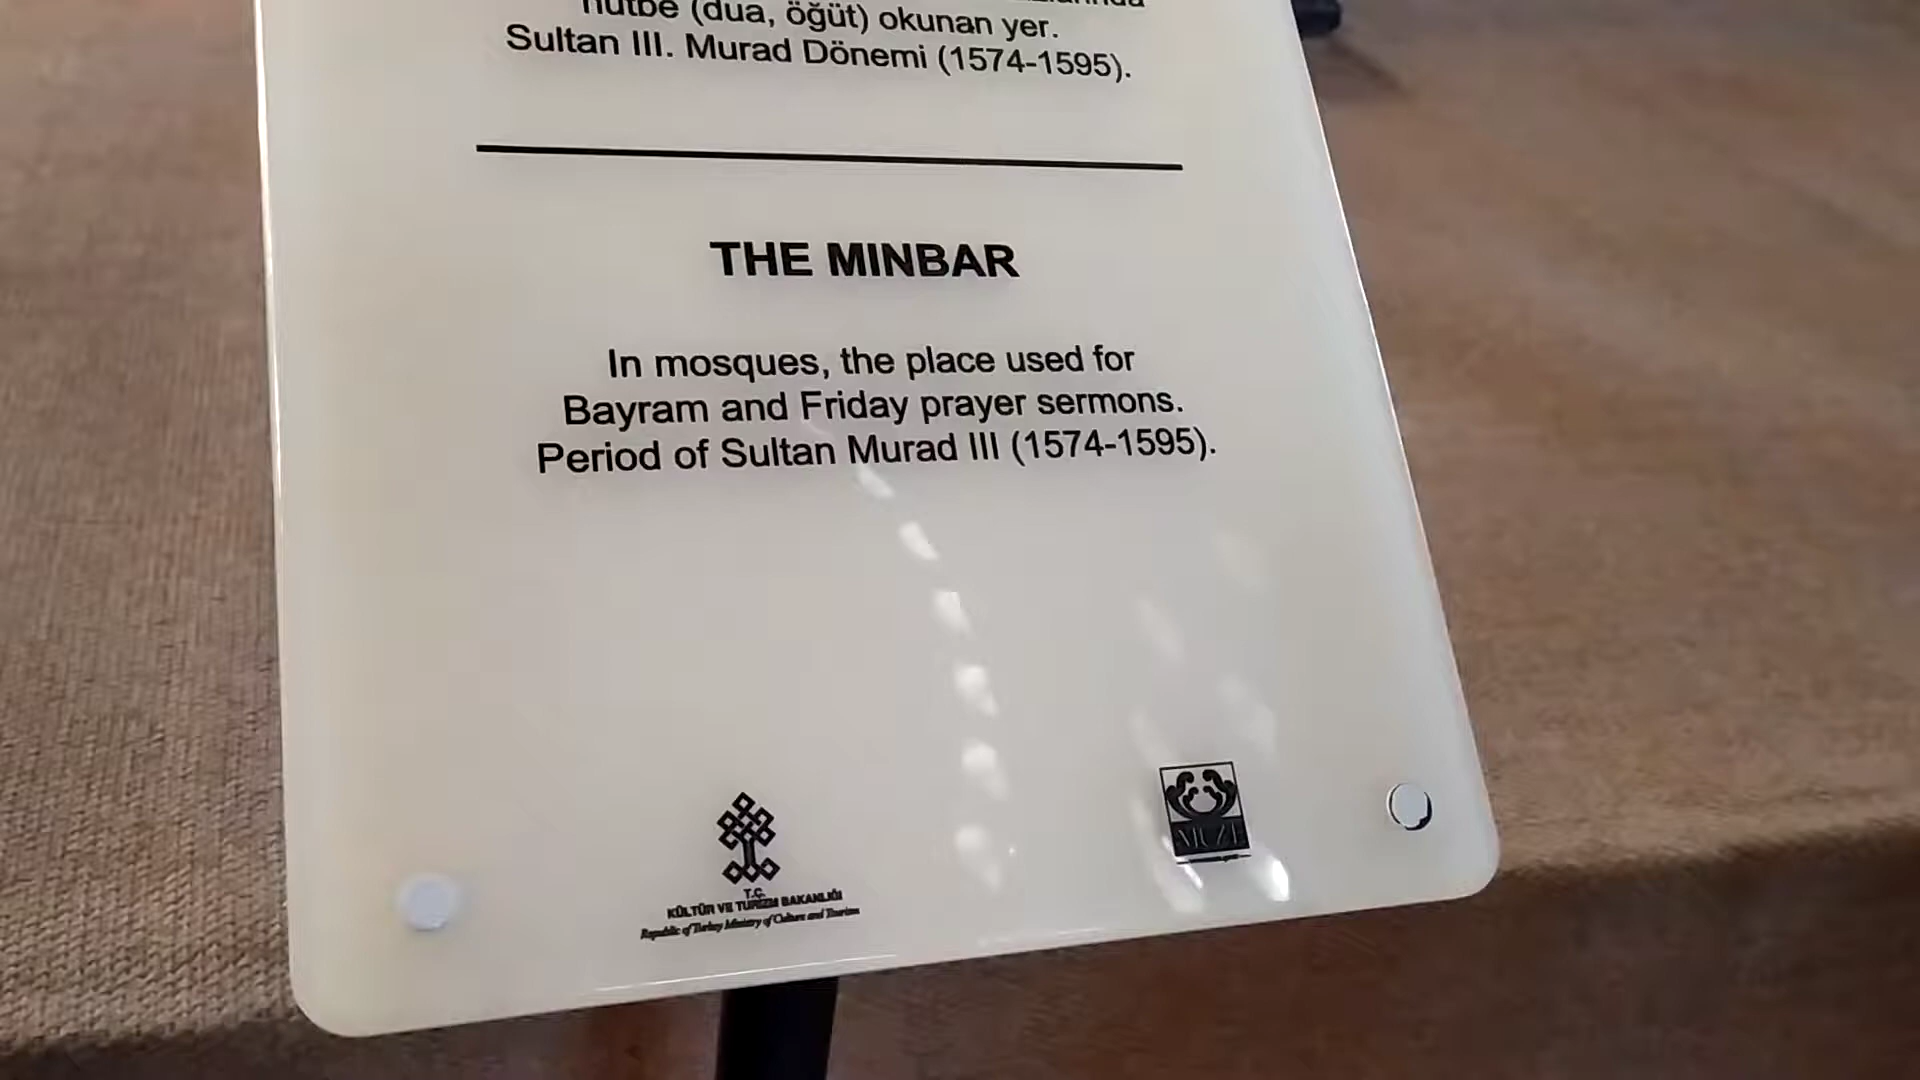 hutbe (dua, öğüt) okunan yer.
Sultan III. Murad Dönemi (1574-1595).
THE MINBAR
In mosques, the place used for
Bayram and Friday prayer sermons.
Period of Sultan Murad III (1574-1595).
T.C.
KÜLTÜR VE TURİZM BAKANLIĞI
Republic of Turkey Ministry of Culture and Tourism
MÜZE